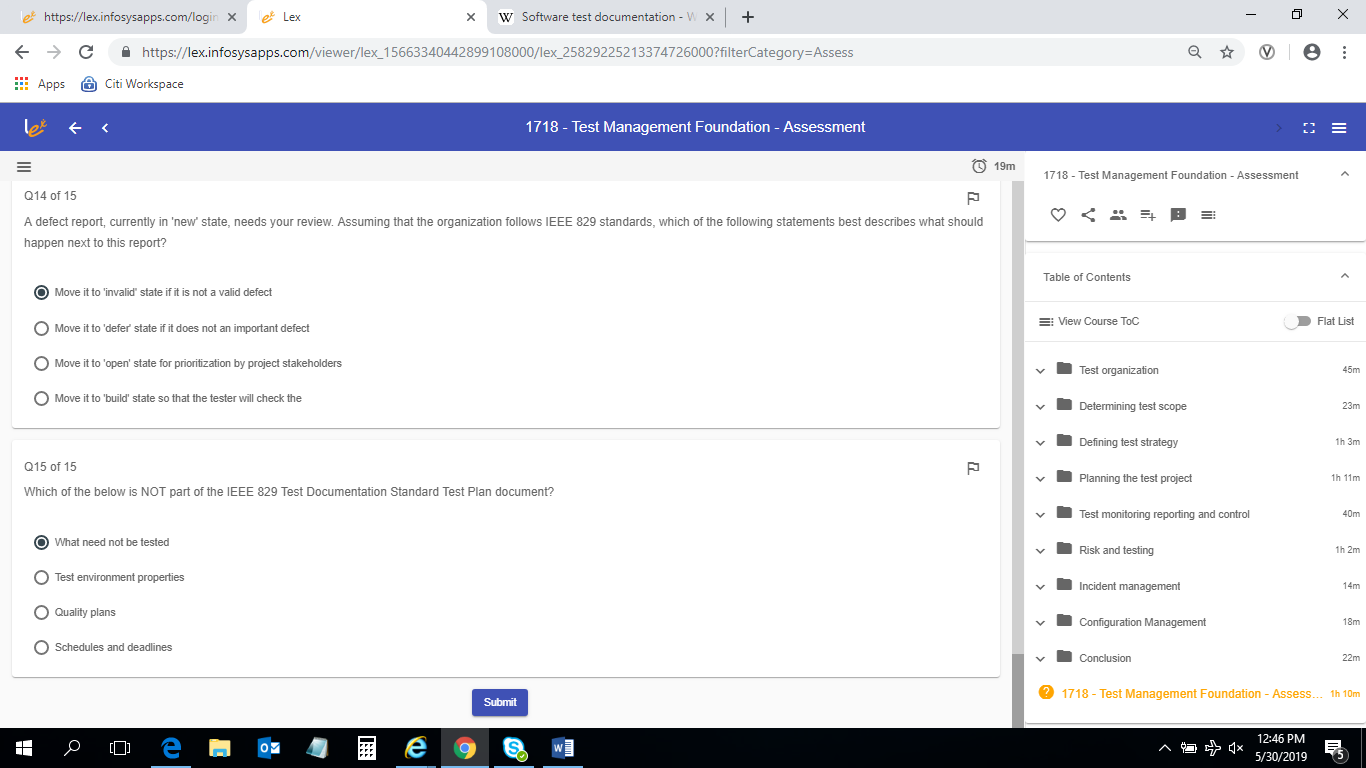 https://lex.infosysapps.com/login
Lex
Software test documentation - W
https://lex.infosysapps.com/viewer/lex_15663340442899108000/lex_25829225213374726000?filterCategory=Assess
Apps
Citi Workspace
lex
1718 - Test Management Foundation - Assessment
19m
Q14 of 15
A defect report, currently in 'new' state, needs your review. Assuming that the organization follows IEEE 829 standards, which of the following statements best describes what should
happen next to this report?
Move it to 'invalid' state if it is not a valid defect
Move it to 'defer' state if it does not an important defect
Move it to 'open' state for prioritization by project stakeholders
Move it to 'build' state so that the tester will check the
Q15 of 15
Which of the below is NOT part of the IEEE 829 Test Documentation Standard Test Plan document?
What need not be tested
Test environment properties
Quality plans
Schedules and deadlines
Submit
1718 - Test Management Foundation - Assessment
Table of Contents
View Course ToC
Flat List
Test organization 45m
Determining test scope 23m
Defining test strategy 1h 3m
Planning the test project 1h 11m
Test monitoring reporting and control 40m
Risk and testing 1h 2m
Incident management 14m
Configuration Management 18m
Conclusion 22m
1718 - Test Management Foundation - Assess... 1h 10m
12:46 PM
5/30/2019
5